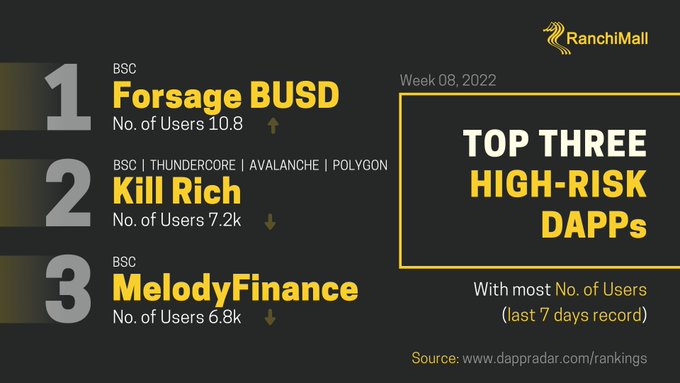 RanchiMall
Week 08, 2022
TOP THREE
HIGH-RISK
DAPPs
With most No. of Users
(last 7 days record)
1
BSC
Forsage BUSD
No. of Users 10.8
2
BSC | THUNDERCORE | AVALANCHE | POLYGON
Kill Rich
No. of Users 7.2k
3
BSC
MelodyFinance
No. of Users 6.8k
Source: www.dappradar.com/rankings